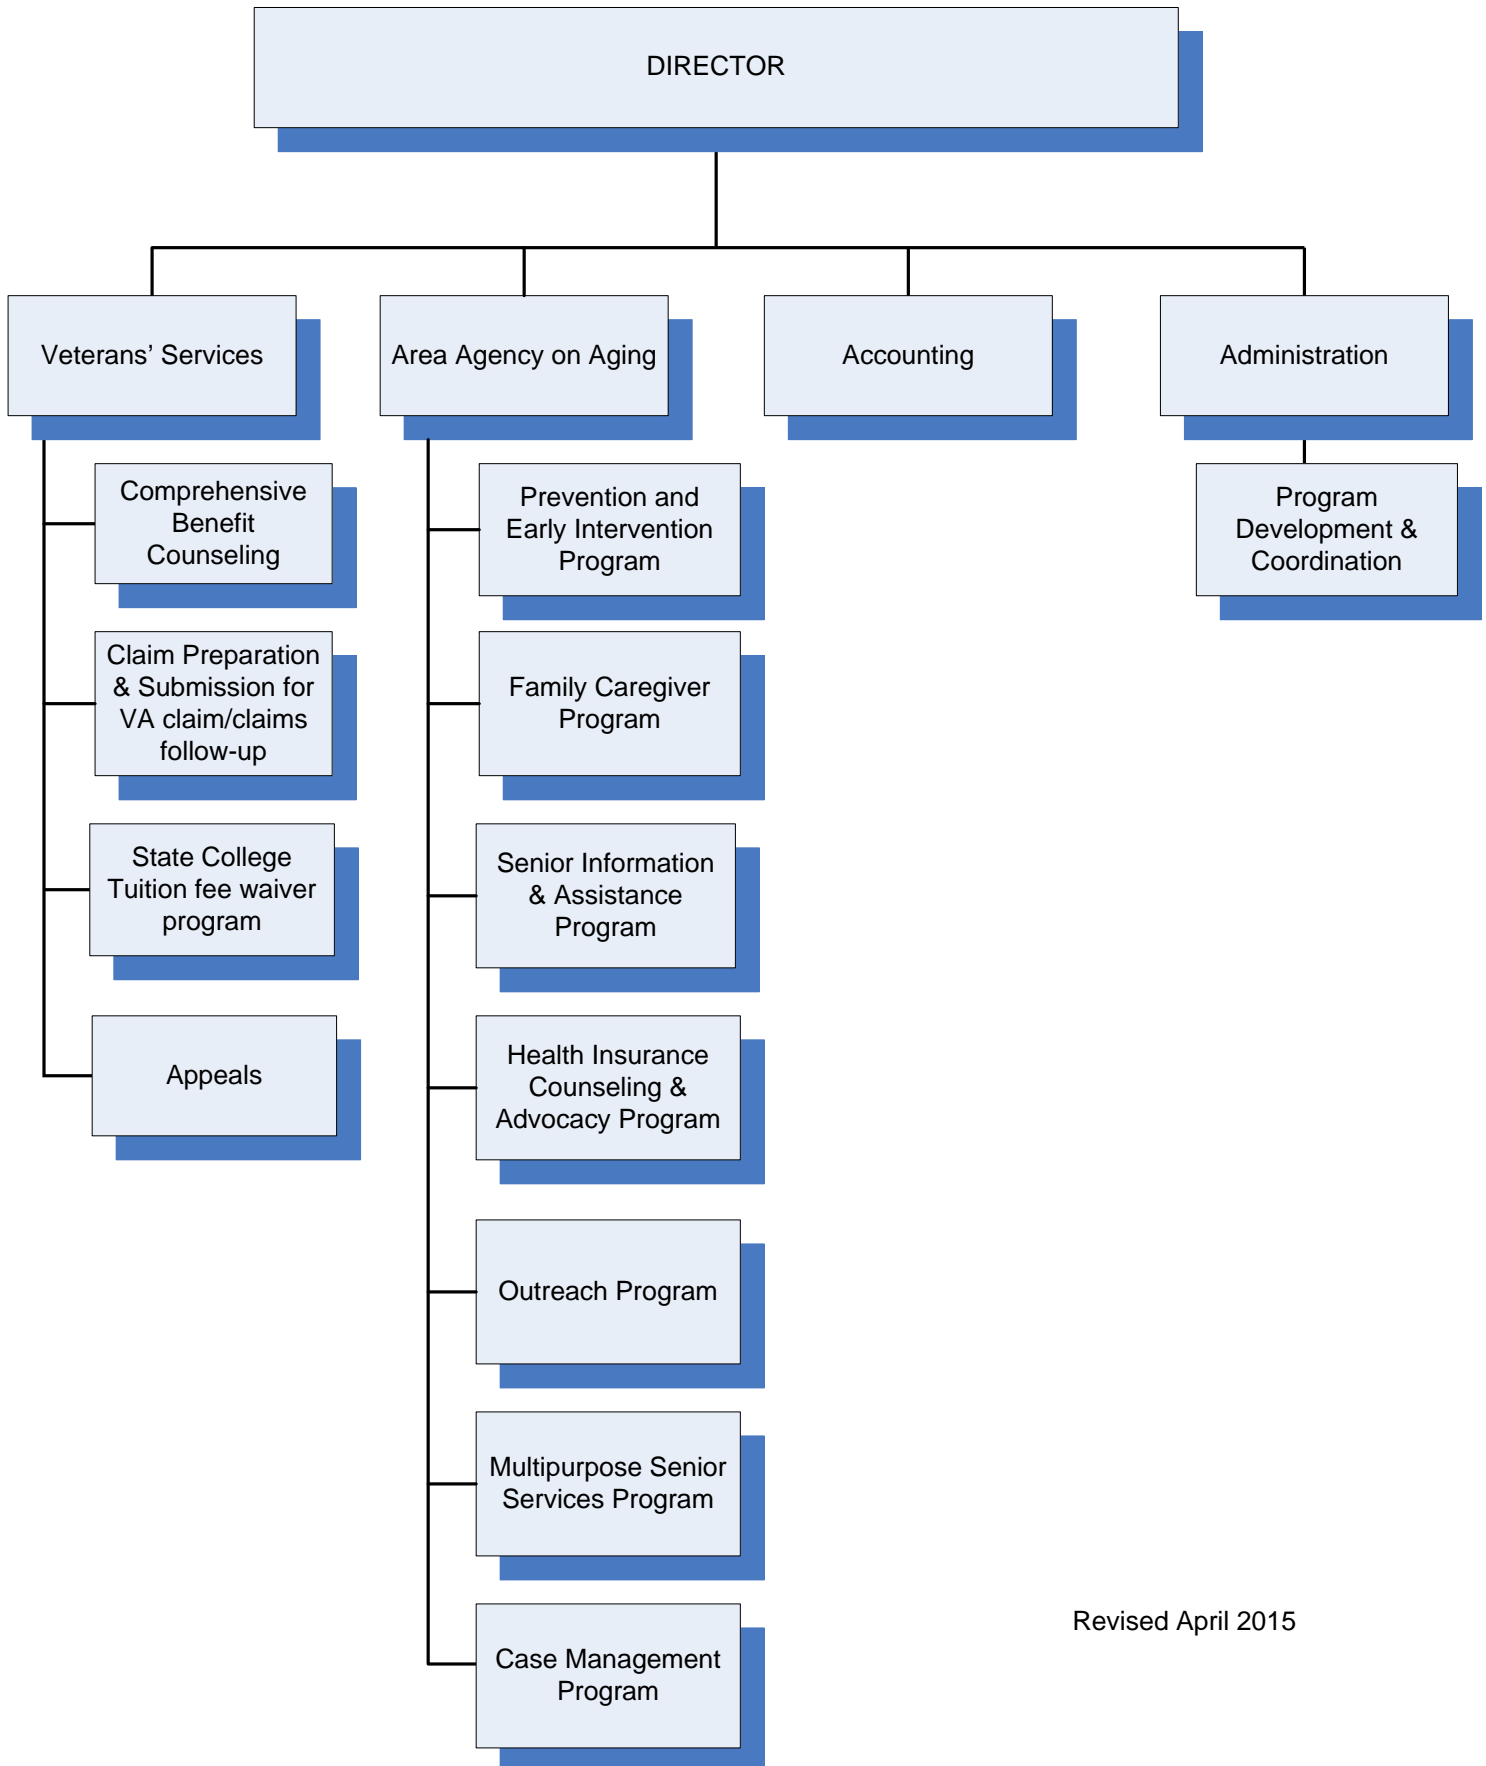 DIRECTOR
Veterans’ Services
Area Agency on Aging
Accounting
Administration
Comprehensive
Benefit
Counseling
Claim Preparation
& Submission for
VA claim/claims
follow-up
State College
Tuition fee waiver
program
Appeals
Prevention and
Early Intervention
Program
Family Caregiver
Program
Senior Information
& Assistance
Program
Health Insurance
Counseling &
Advocacy Program
Outreach Program
Multipurpose Senior
Services Program
Case Management
Program
Program
Development &
Coordination
Revised April 2015